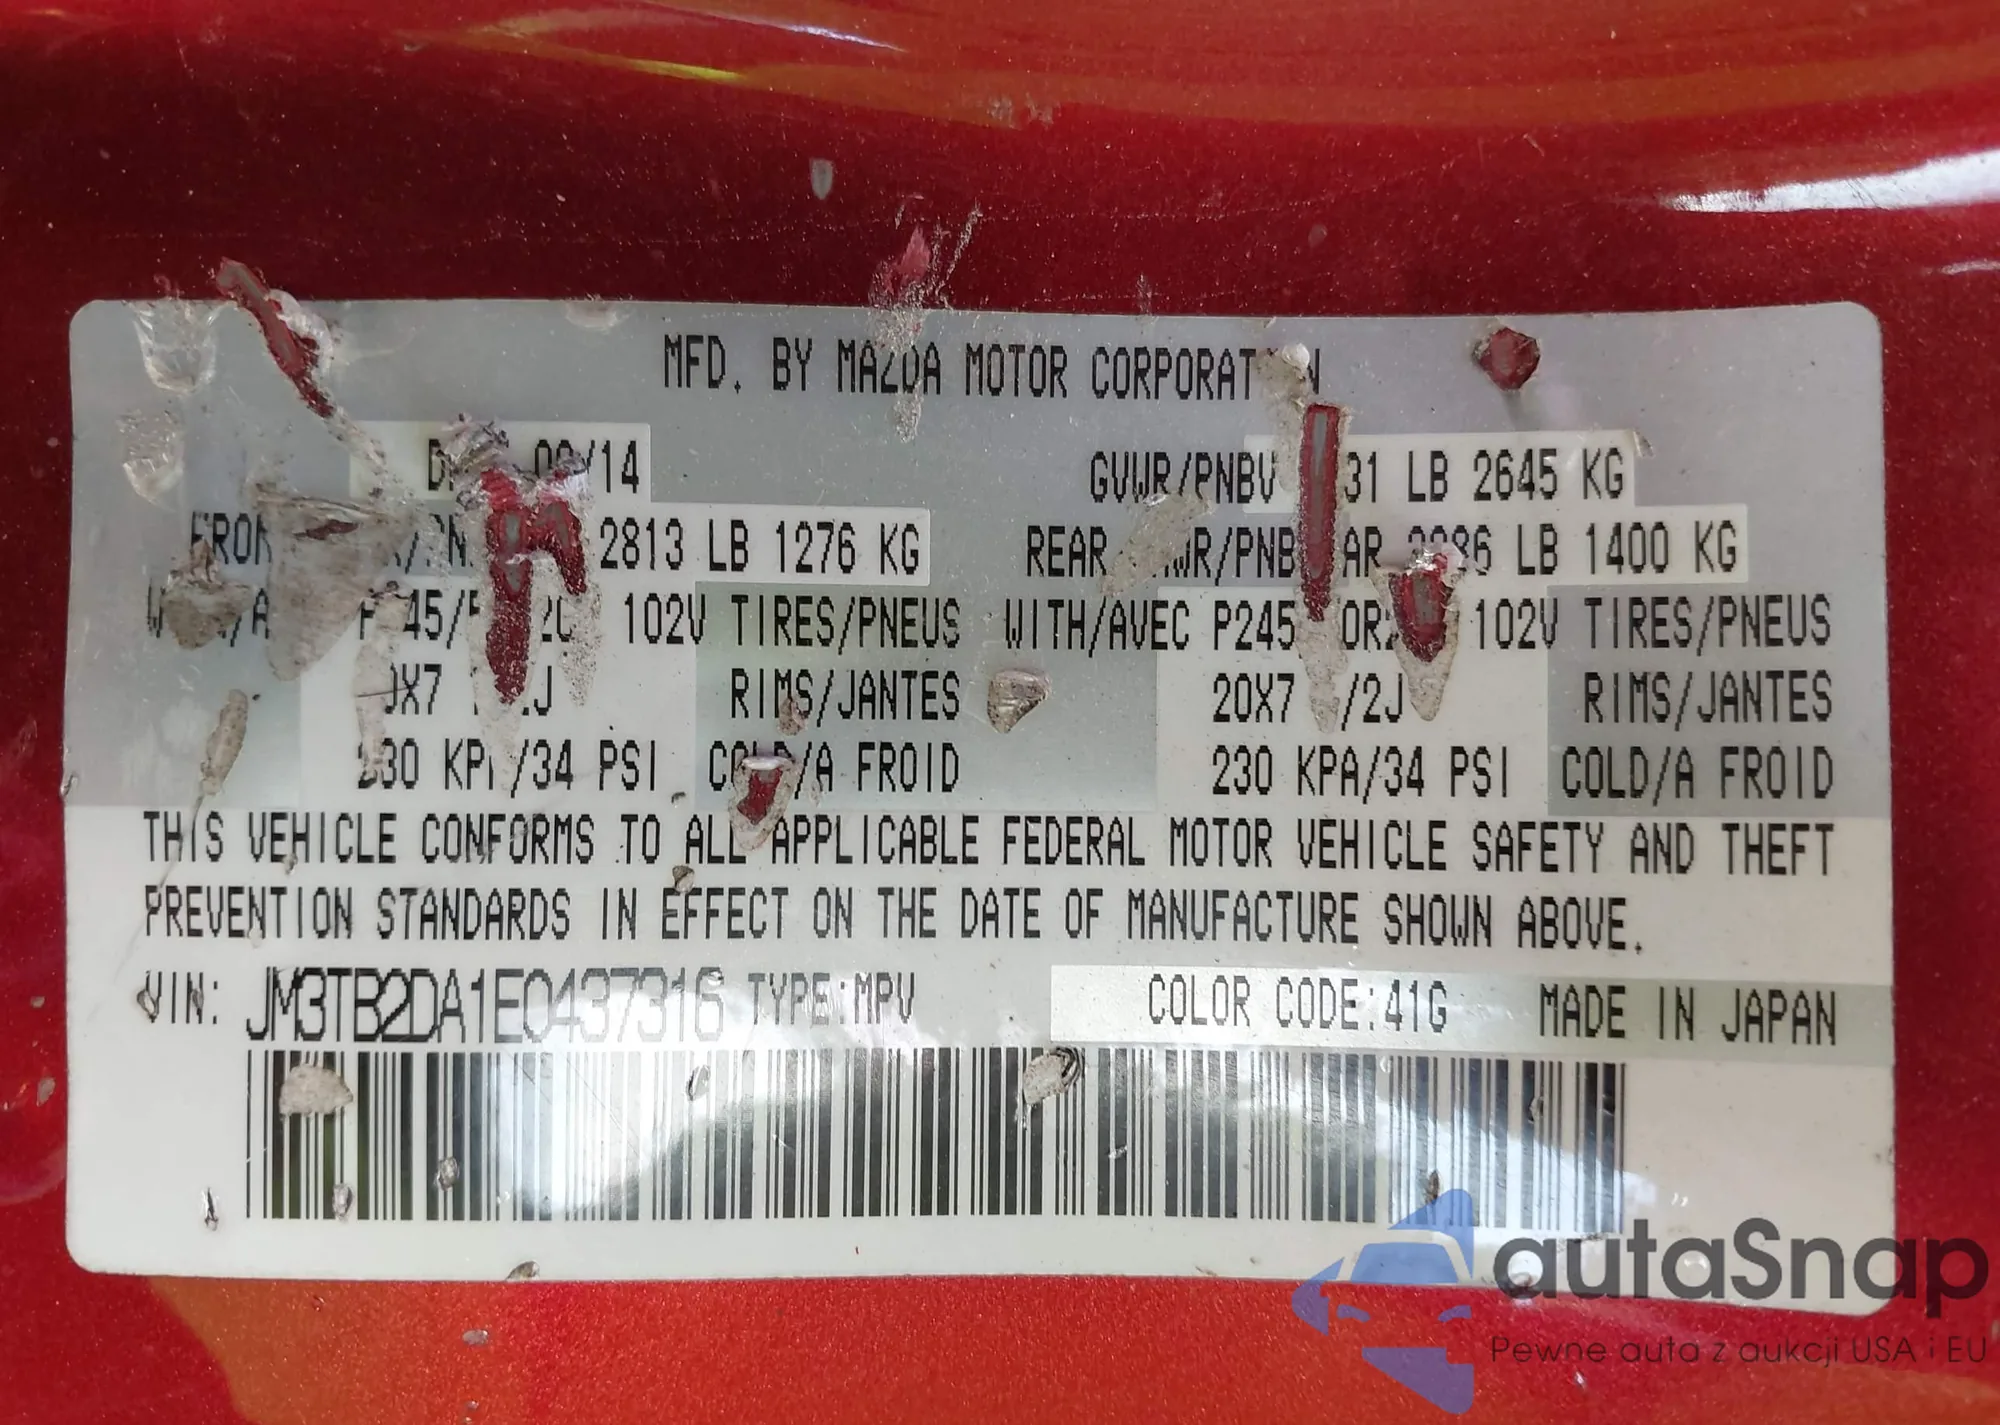 MFD. BY MAZDA MOTOR
/14
GVWR/PNBV LB 2645 KG
2813 LB 1276 KG
REAR LB 1400 KG
102V TIRES/PNEUS
WITH/AVEC 102V TIRES/PNEUS
RIMS/JANTES
20X7 /2J RIMS/JANTES
/34 PSI /A FROID
230 KPA/34 PSI COLD/A FROID
THIS VEHICLE CONFORMS TO ALL APPLICABLE FEDERAL MOTOR VEHICLE SAFETY AND THEFT
PREVENTION STANDARDS IN EFFECT ON THE DATE OF MANUFACTURE SHOWN ABOVE.
VIN: JM3TB2DA1E0437316 TYPE:MPV COLOR CODE:41G MADE IN JAPAN
autaSnap
Pewne auta z aukcji USA i EU